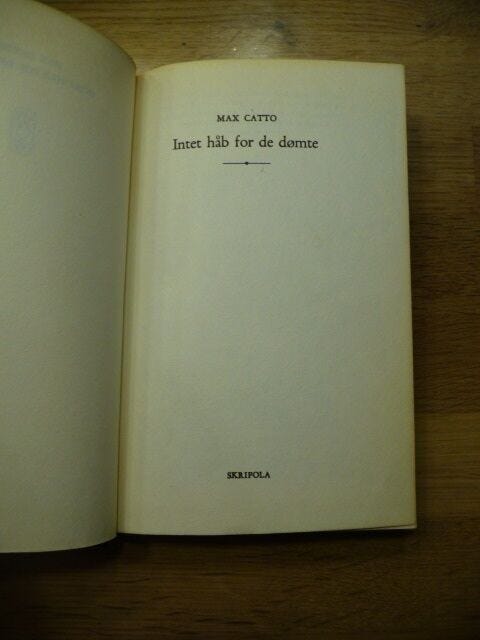 MAX CATTO
Intet håb for de dømte
SKRIPOLA